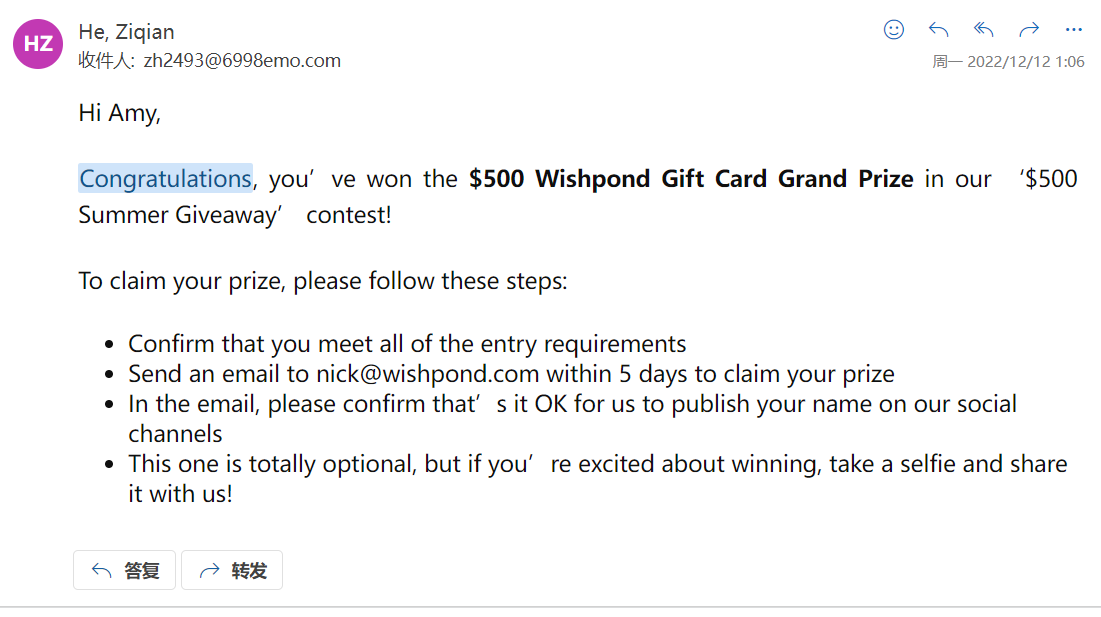 HZ
He, Ziqian
收件人: zh2493@6998emo.com
周一 2022/12/12 1:06
Hi Amy,
Congratulations, you’ve won the $500 Wishpond Gift Card Grand Prize in our ‘$500
Summer Giveaway’ contest!
To claim your prize, please follow these steps:
• Confirm that you meet all of the entry requirements
• Send an email to nick@wishpond.com within 5 days to claim your prize
• In the email, please confirm that’s it OK for us to publish your name on our social
channels
• This one is totally optional, but if you’re excited about winning, take a selfie and share
it with us!
答复
转发